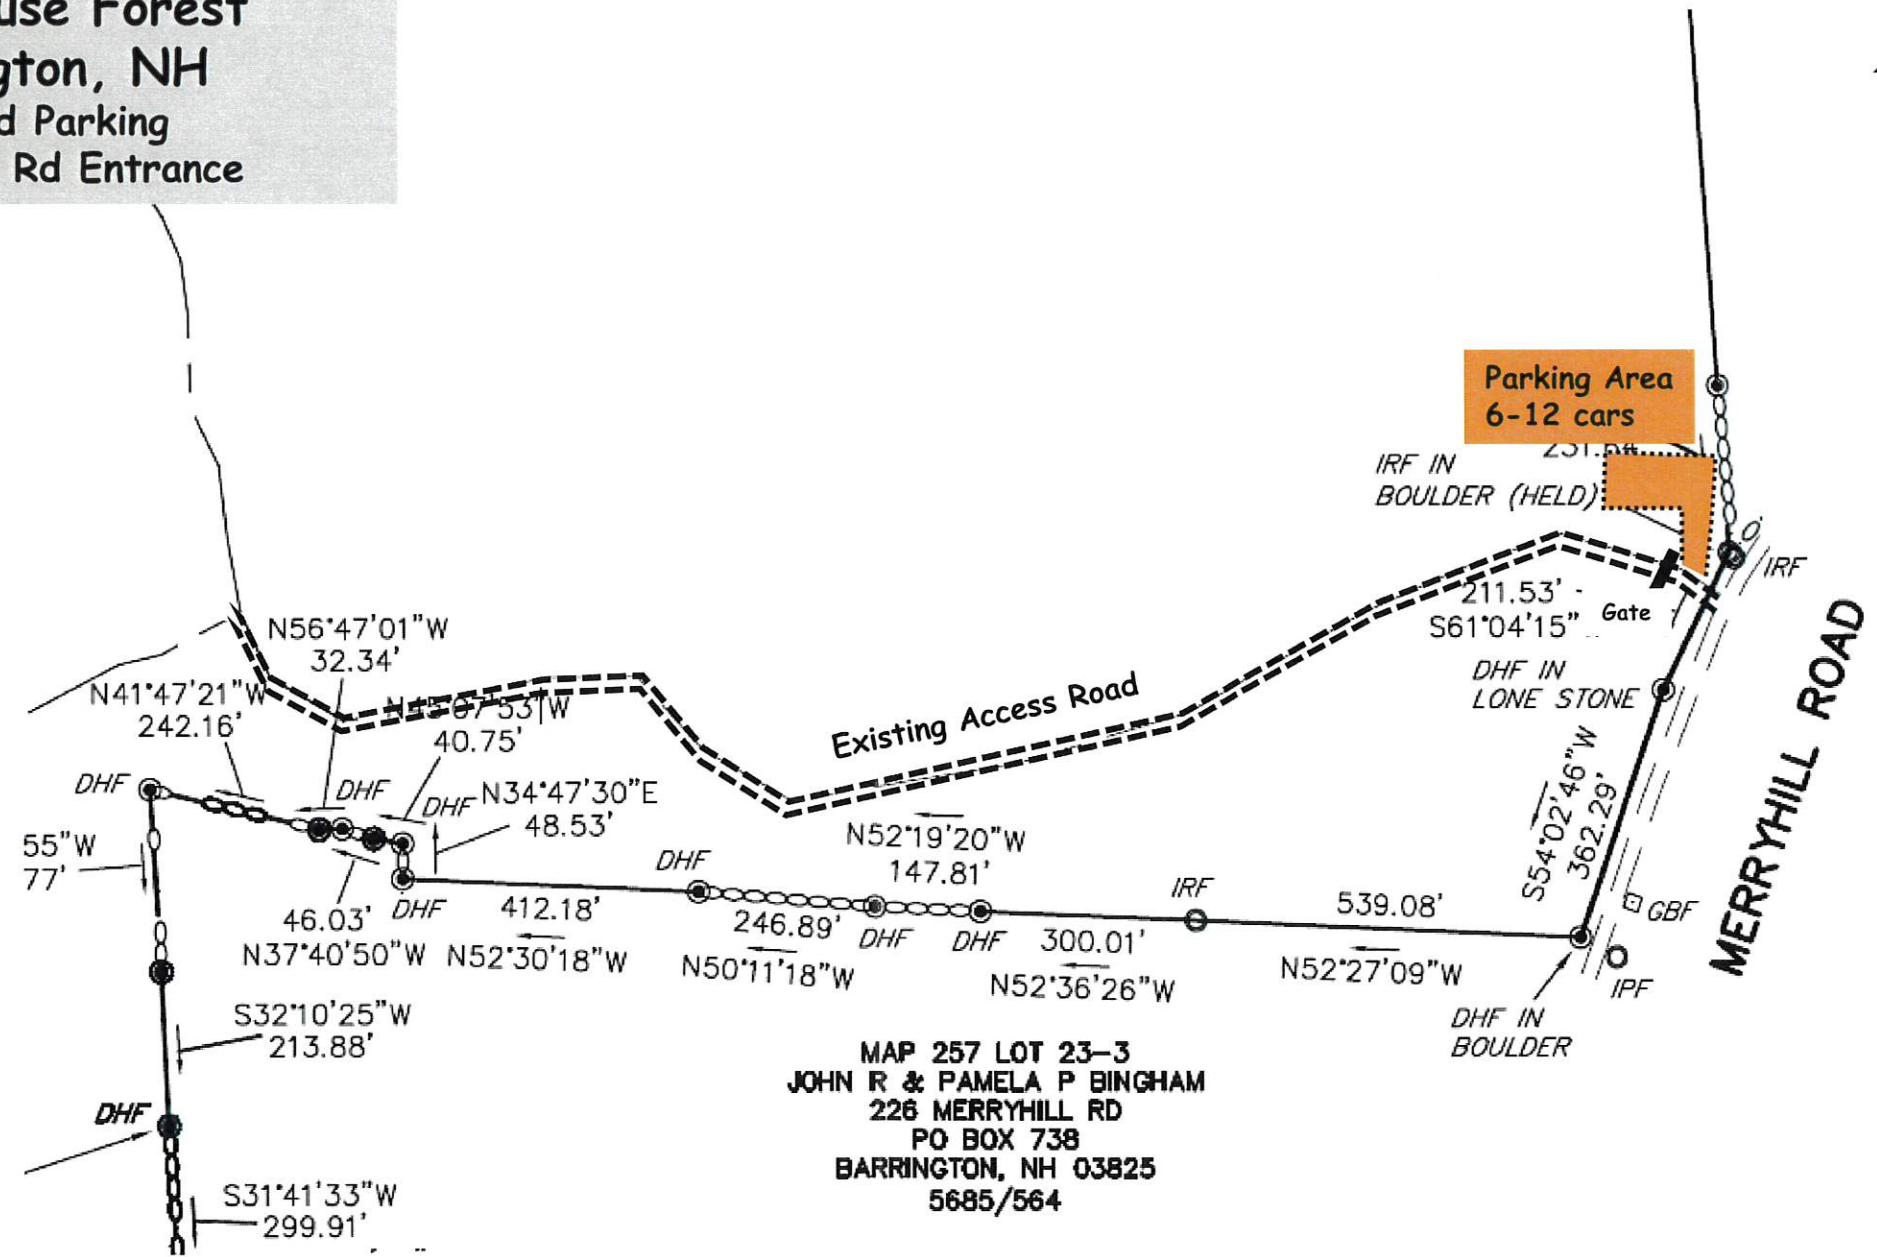 use Forest
gton, NH
d Parking
Rd Entrance
Parking Area
6-12 cars
IRF IN
BOULDER (HELD)
IRF
211.53'
S61°04'15"
Gate
DHF IN
LONE STONE
MERRYHILL ROAD
S54°02'46"W
362.29'
GBF
IPF
DHF IN
BOULDER
Existing Access Road
N56°47'01"W
32.34'
N41°47'21"W
242.16'
N45°07'53"W
40.75'
DHF
DHF
DHF
N34°47'30"E
48.53'
55"W
77'
46.03'
N37°40'50"W
DHF
412.18'
N52°30'18"W
DHF
246.89'
N50°11'18"W
N52°19'20"W
147.81'
DHF
DHF
300.01'
N52°36'26"W
IRF
539.08'
N52°27'09"W
S32°10'25"W
213.88'
DHF
S31°41'33"W
299.91'
MAP 257 LOT 23-3
JOHN R & PAMELA P BINGHAM
226 MERRYHILL RD
PO BOX 738
BARRINGTON, NH 03825
5685/564